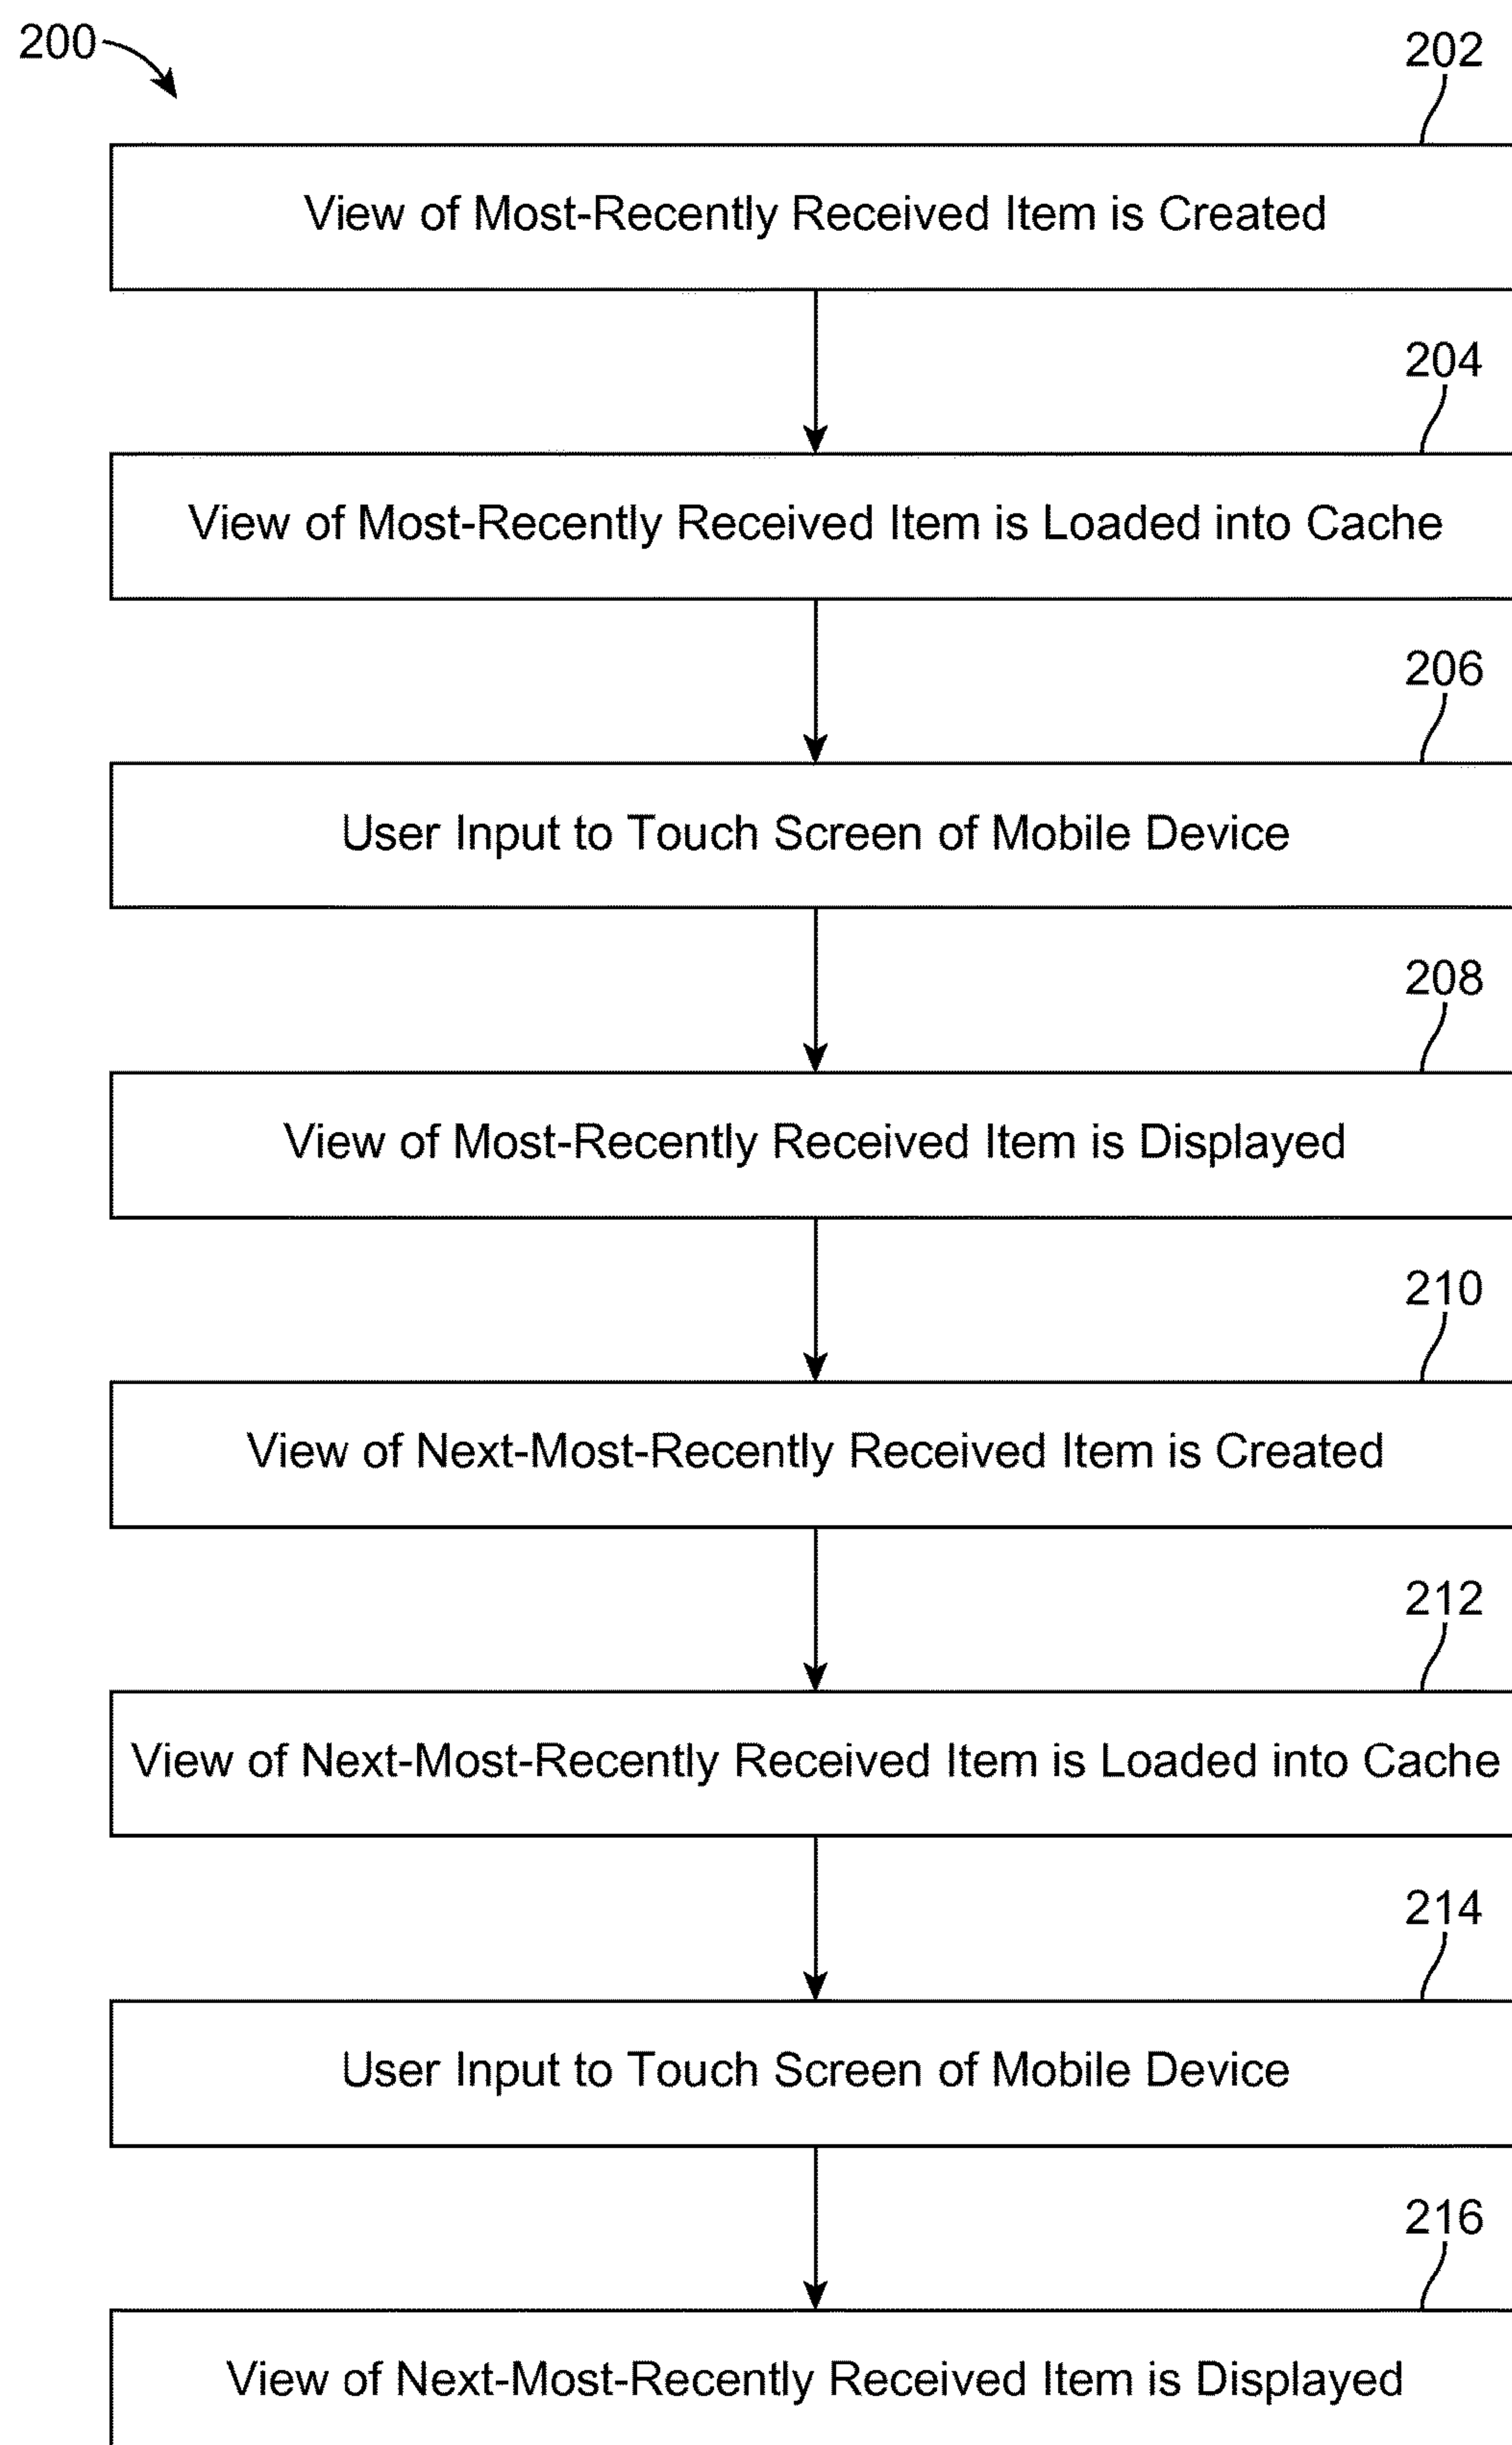 200
202
View of Most-Recently Received Item is Created
204
View of Most-Recently Received Item is Loaded into Cache
206
User Input to Touch Screen of Mobile Device
208
View of Most-Recently Received Item is Displayed
210
View of Next-Most-Recently Received Item is Created
212
View of Next-Most-Recently Received Item is Loaded into Cache
214
User Input to Touch Screen of Mobile Device
216
View of Next-Most-Recently Received Item is Displayed